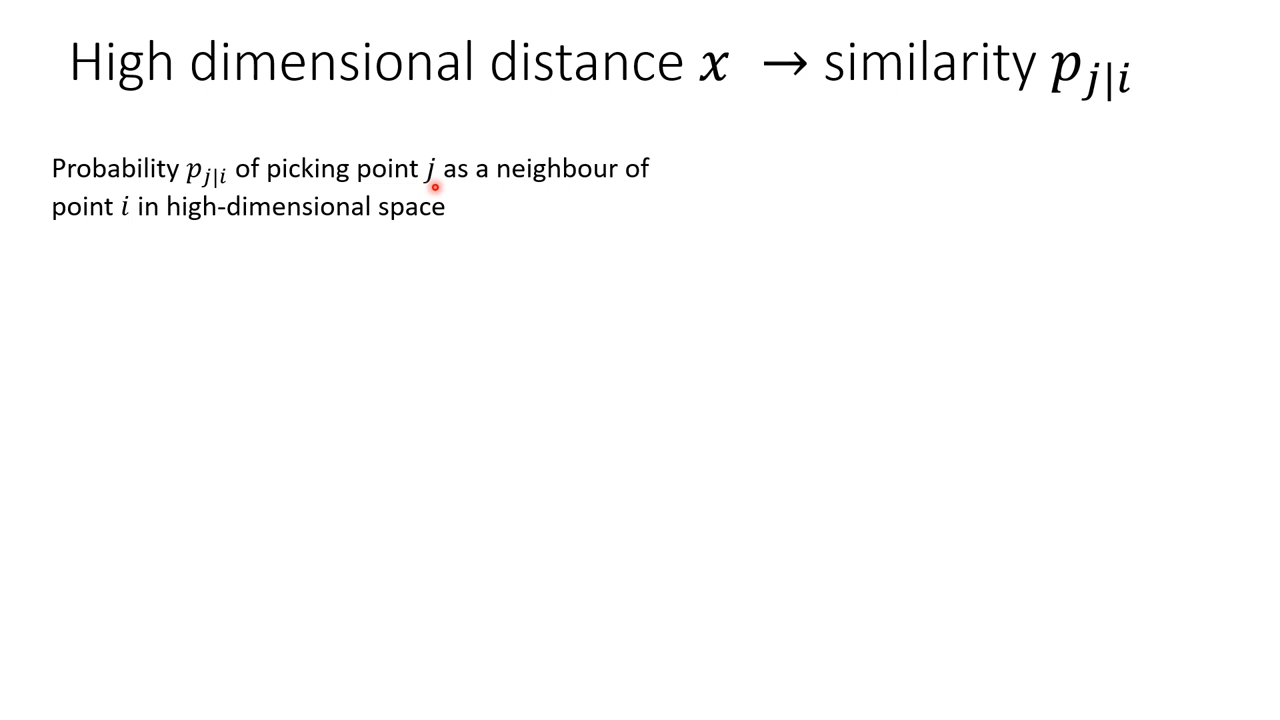 High dimensional distance 𝑥 → similarity 𝑝_{𝑗|𝑖}
Probability 𝑝_{𝑗|𝑖} of picking point 𝑗 as a neighbour of
point 𝑖 in high-dimensional space